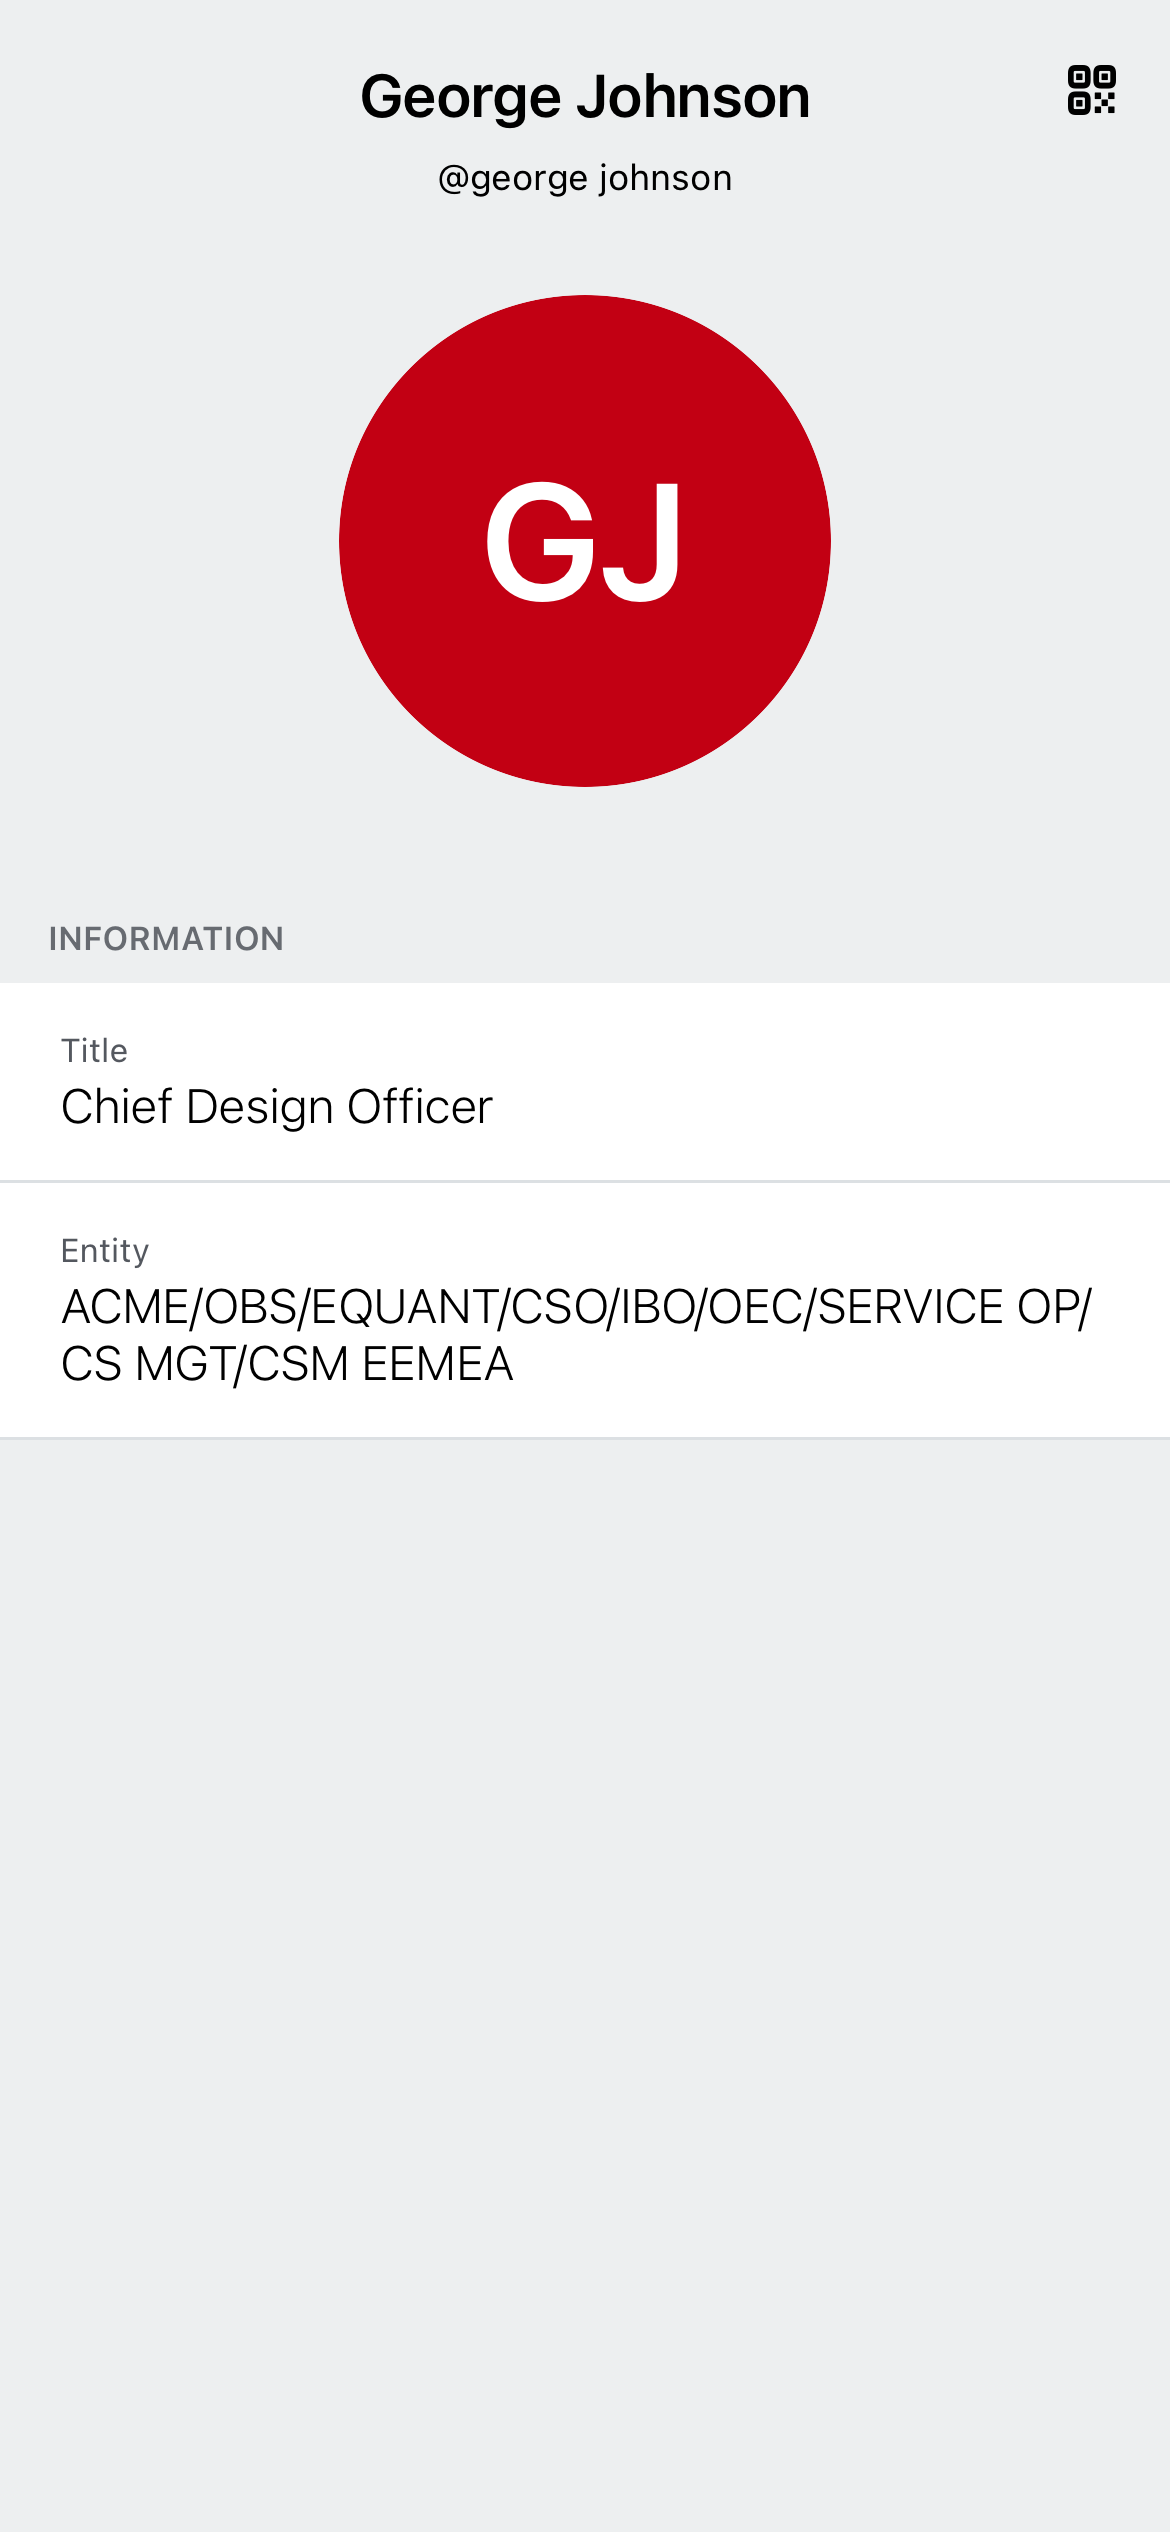 George Johnson
@george johnson
GJ
INFORMATION
Title
Chief Design Officer
Entity
ACME/OBS/EQUANT/CSO/IBO/OEC/SERVICE OP/
CS MGT/CSM EEMEA